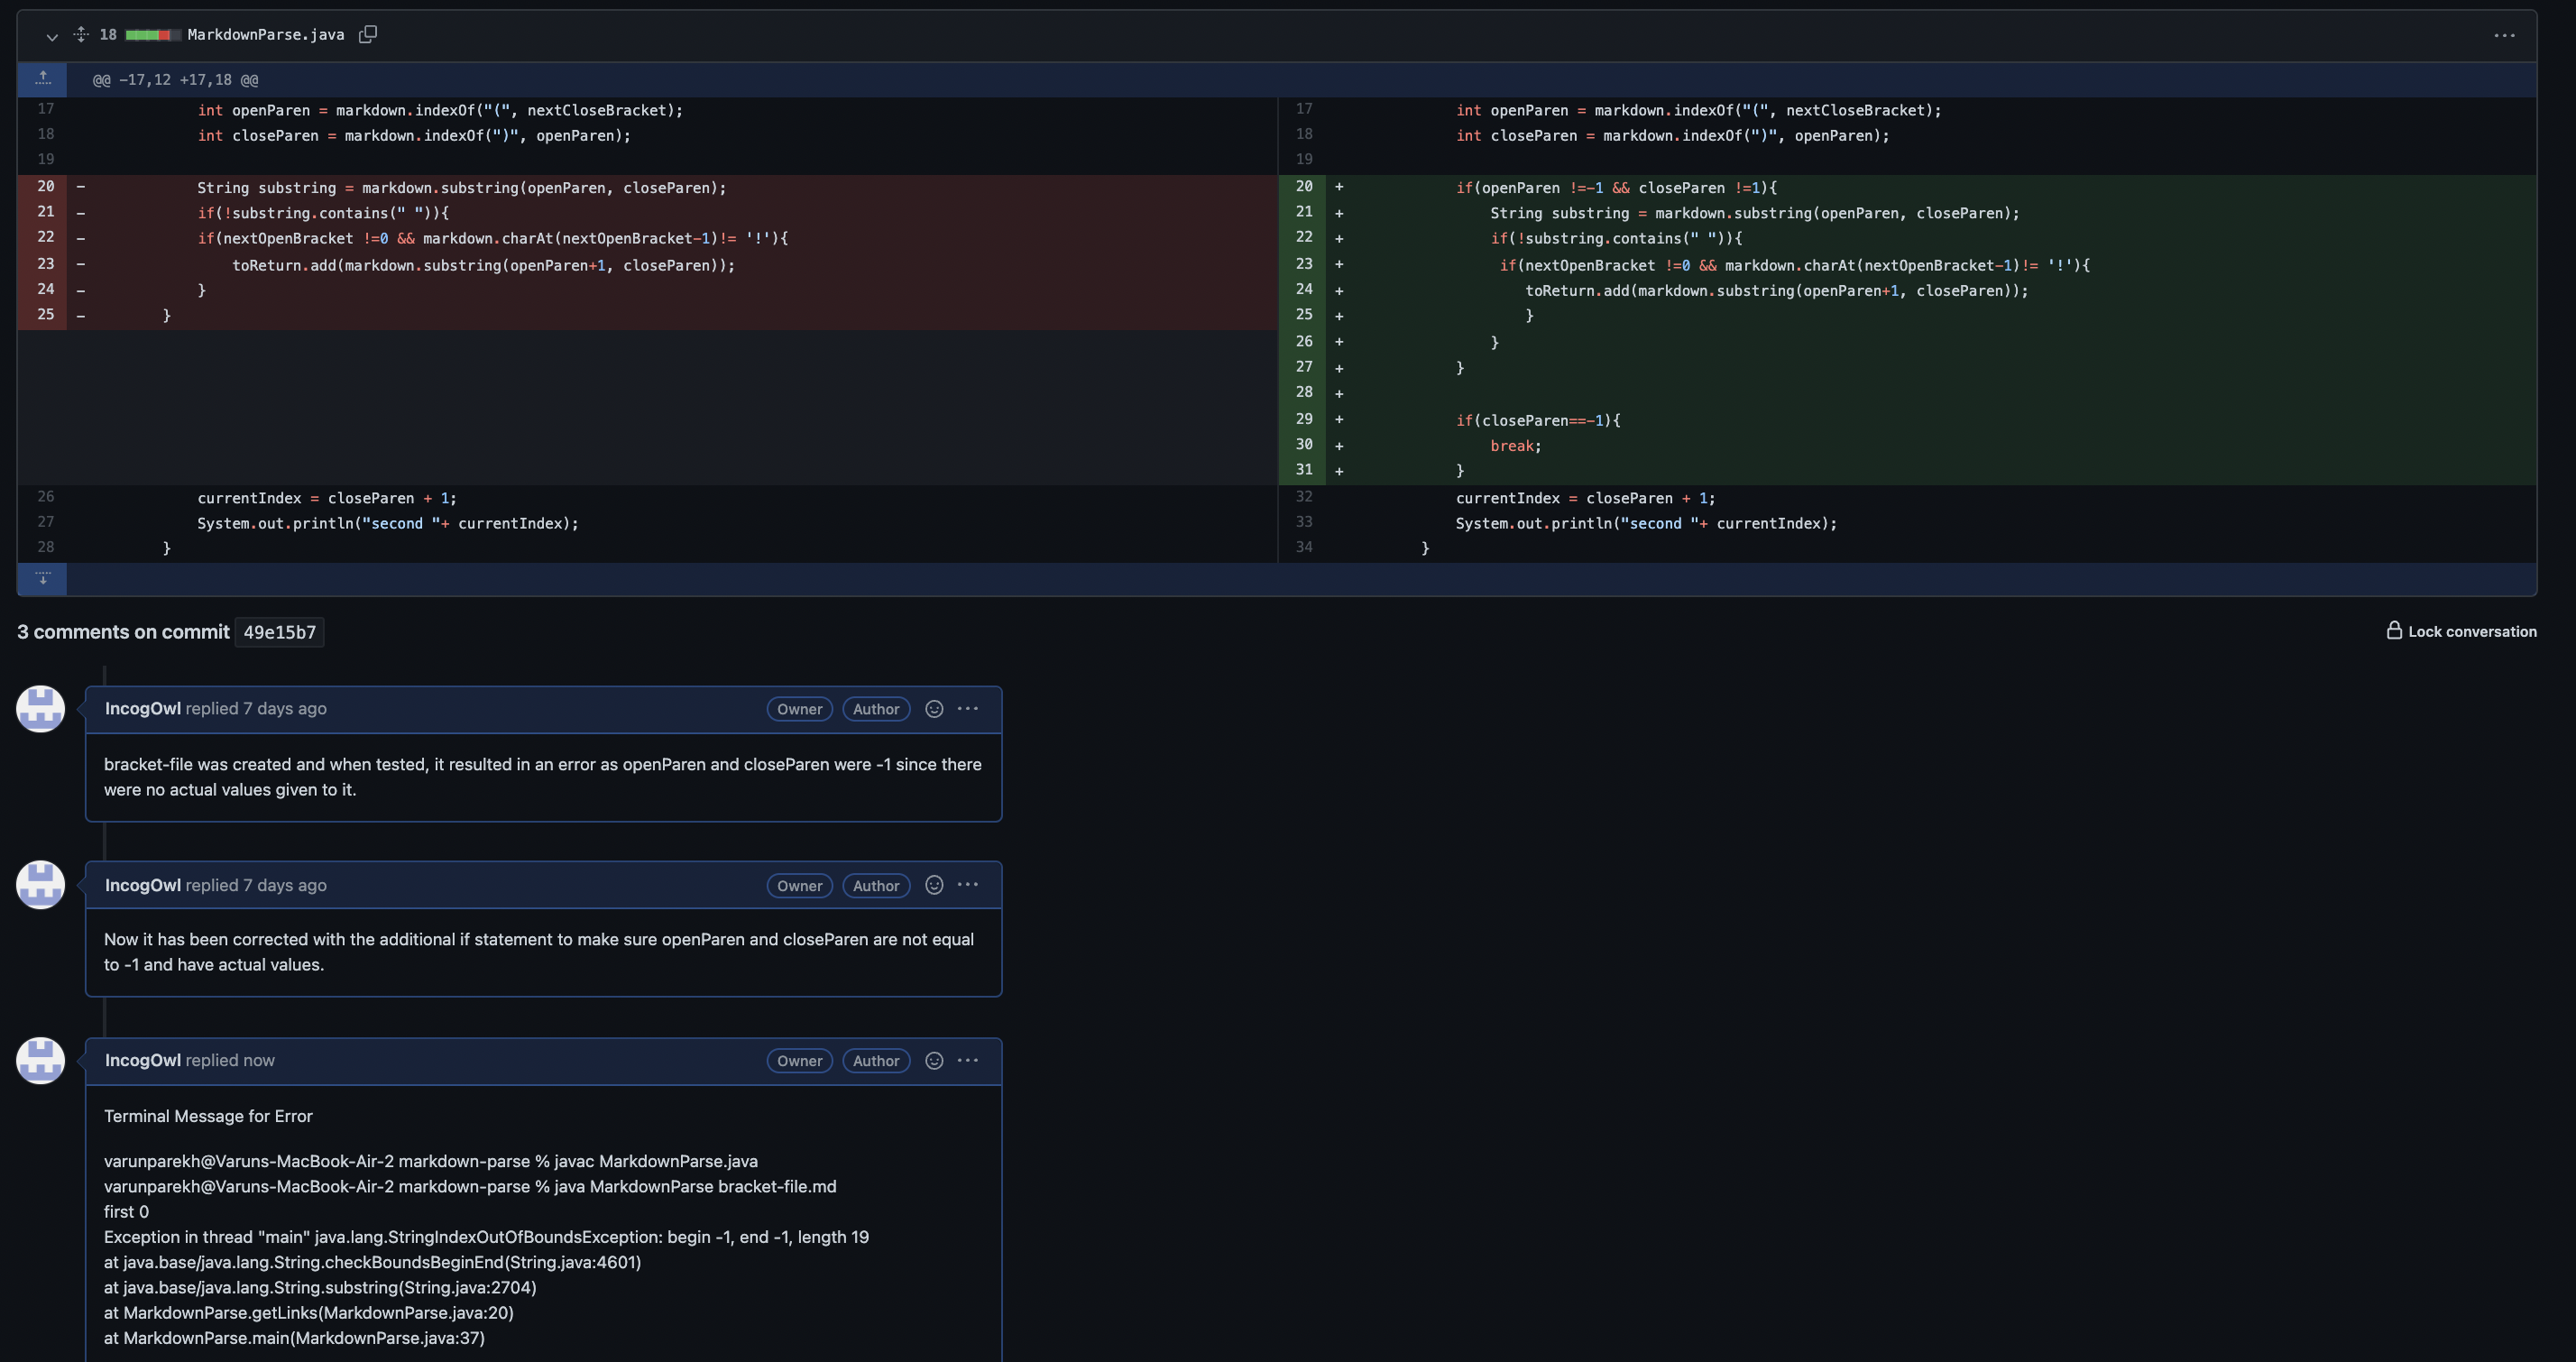 18 MarkdownParse.java
@@ -17,12 +17,18 @@
17 int openParen = markdown.indexOf("(", nextCloseBracket);
18 int closeParen = markdown.indexOf(")", openParen);
19
20 - String substring = markdown.substring(openParen, closeParen);
21 - if(!substring.contains(" ")){
22 - if(nextOpenBracket !=0 && markdown.charAt(nextOpenBracket-1)!= '!'){
23 - toReturn.add(markdown.substring(openParen+1, closeParen));
24 - }
25 - }
26 currentIndex = closeParen + 1;
27 System.out.println("second "+ currentIndex);
28 }
17 int openParen = markdown.indexOf("(", nextCloseBracket);
18 int closeParen = markdown.indexOf(")", openParen);
19
20 + if(openParen !=-1 && closeParen !=1){
21 + String substring = markdown.substring(openParen, closeParen);
22 + if(!substring.contains(" ")){
23 + if(nextOpenBracket !=0 && markdown.charAt(nextOpenBracket-1)!= '!'){
24 + toReturn.add(markdown.substring(openParen+1, closeParen));
25 + }
26 + }
27 + }
28 +
29 + if(closeParen==-1){
30 + break;
31 + }
32 currentIndex = closeParen + 1;
33 System.out.println("second "+ currentIndex);
34 }
3 comments on commit 49e15b7
Lock conversation
IncogOwl replied 7 days ago Owner Author
bracket-file was created and when tested, it resulted in an error as openParen and closeParen were -1 since there
were no actual values given to it.
IncogOwl replied 7 days ago Owner Author
Now it has been corrected with the additional if statement to make sure openParen and closeParen are not equal
to -1 and have actual values.
IncogOwl replied now Owner Author
Terminal Message for Error
varunparekh@Varuns-MacBook-Air-2 markdown-parse % javac MarkdownParse.java
varunparekh@Varuns-MacBook-Air-2 markdown-parse % java MarkdownParse bracket-file.md
first 0
Exception in thread "main" java.lang.StringIndexOutOfBoundsException: begin -1, end -1, length 19
at java.base/java.lang.String.checkBoundsBeginEnd(String.java:4601)
at java.base/java.lang.String.substring(String.java:2704)
at MarkdownParse.getLinks(MarkdownParse.java:20)
at MarkdownParse.main(MarkdownParse.java:37)